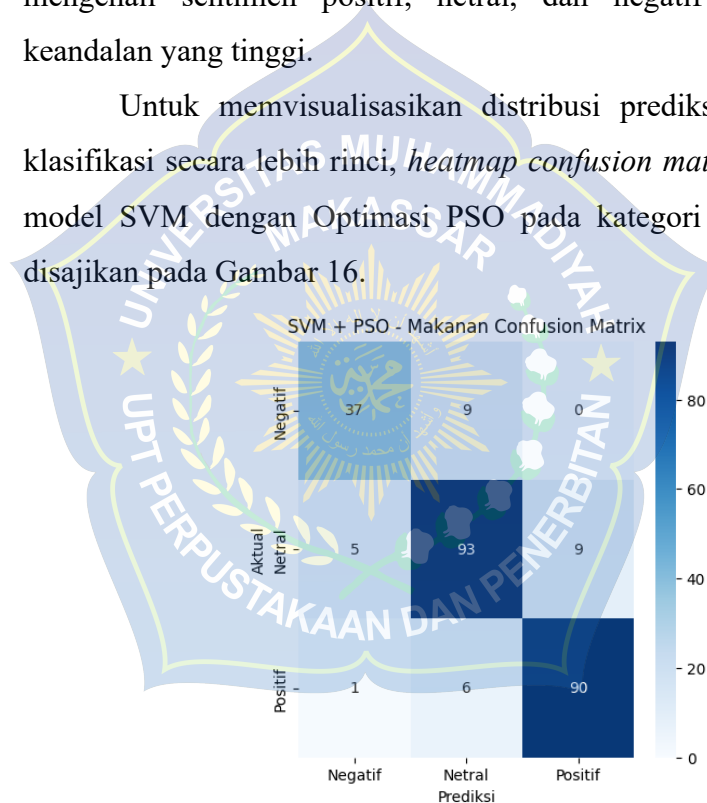 mengenali sentimen positif, netral, dan negatif
keandalan yang tinggi.
Untuk memvisualisasikan distribusi prediks
klasifikasi secara lebih rinci, heatmap confusion mat
model SVM dengan Optimasi PSO pada kategori
disajikan pada Gambar 16.
UNIVERSITAS MUHAMMADIYAH
MAKASSAR
UPT PERPUSTAKAAN DAN PENERBITAN
SVM + PSO - Makanan Confusion Matrix
Negatif 37 9 0
Aktual
Netral 5 93 9
Positif 1 6 90
Negatif Netral Positif
Prediksi
80
60
40
20
0